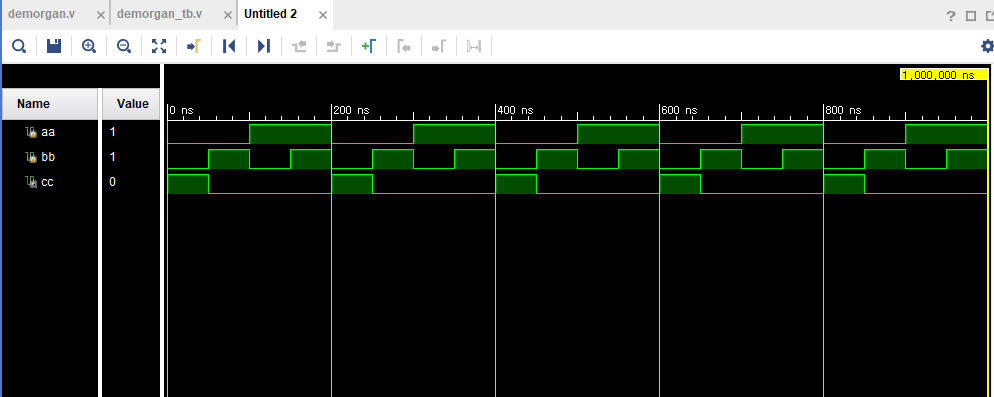 demorgan.v × demorgan_tb.v × Untitled 2 ×
?
1,000,000 ns
Name Value
0 ns 200 ns 400 ns 600 ns 800 ns
aa 1
bb 1
cc 0